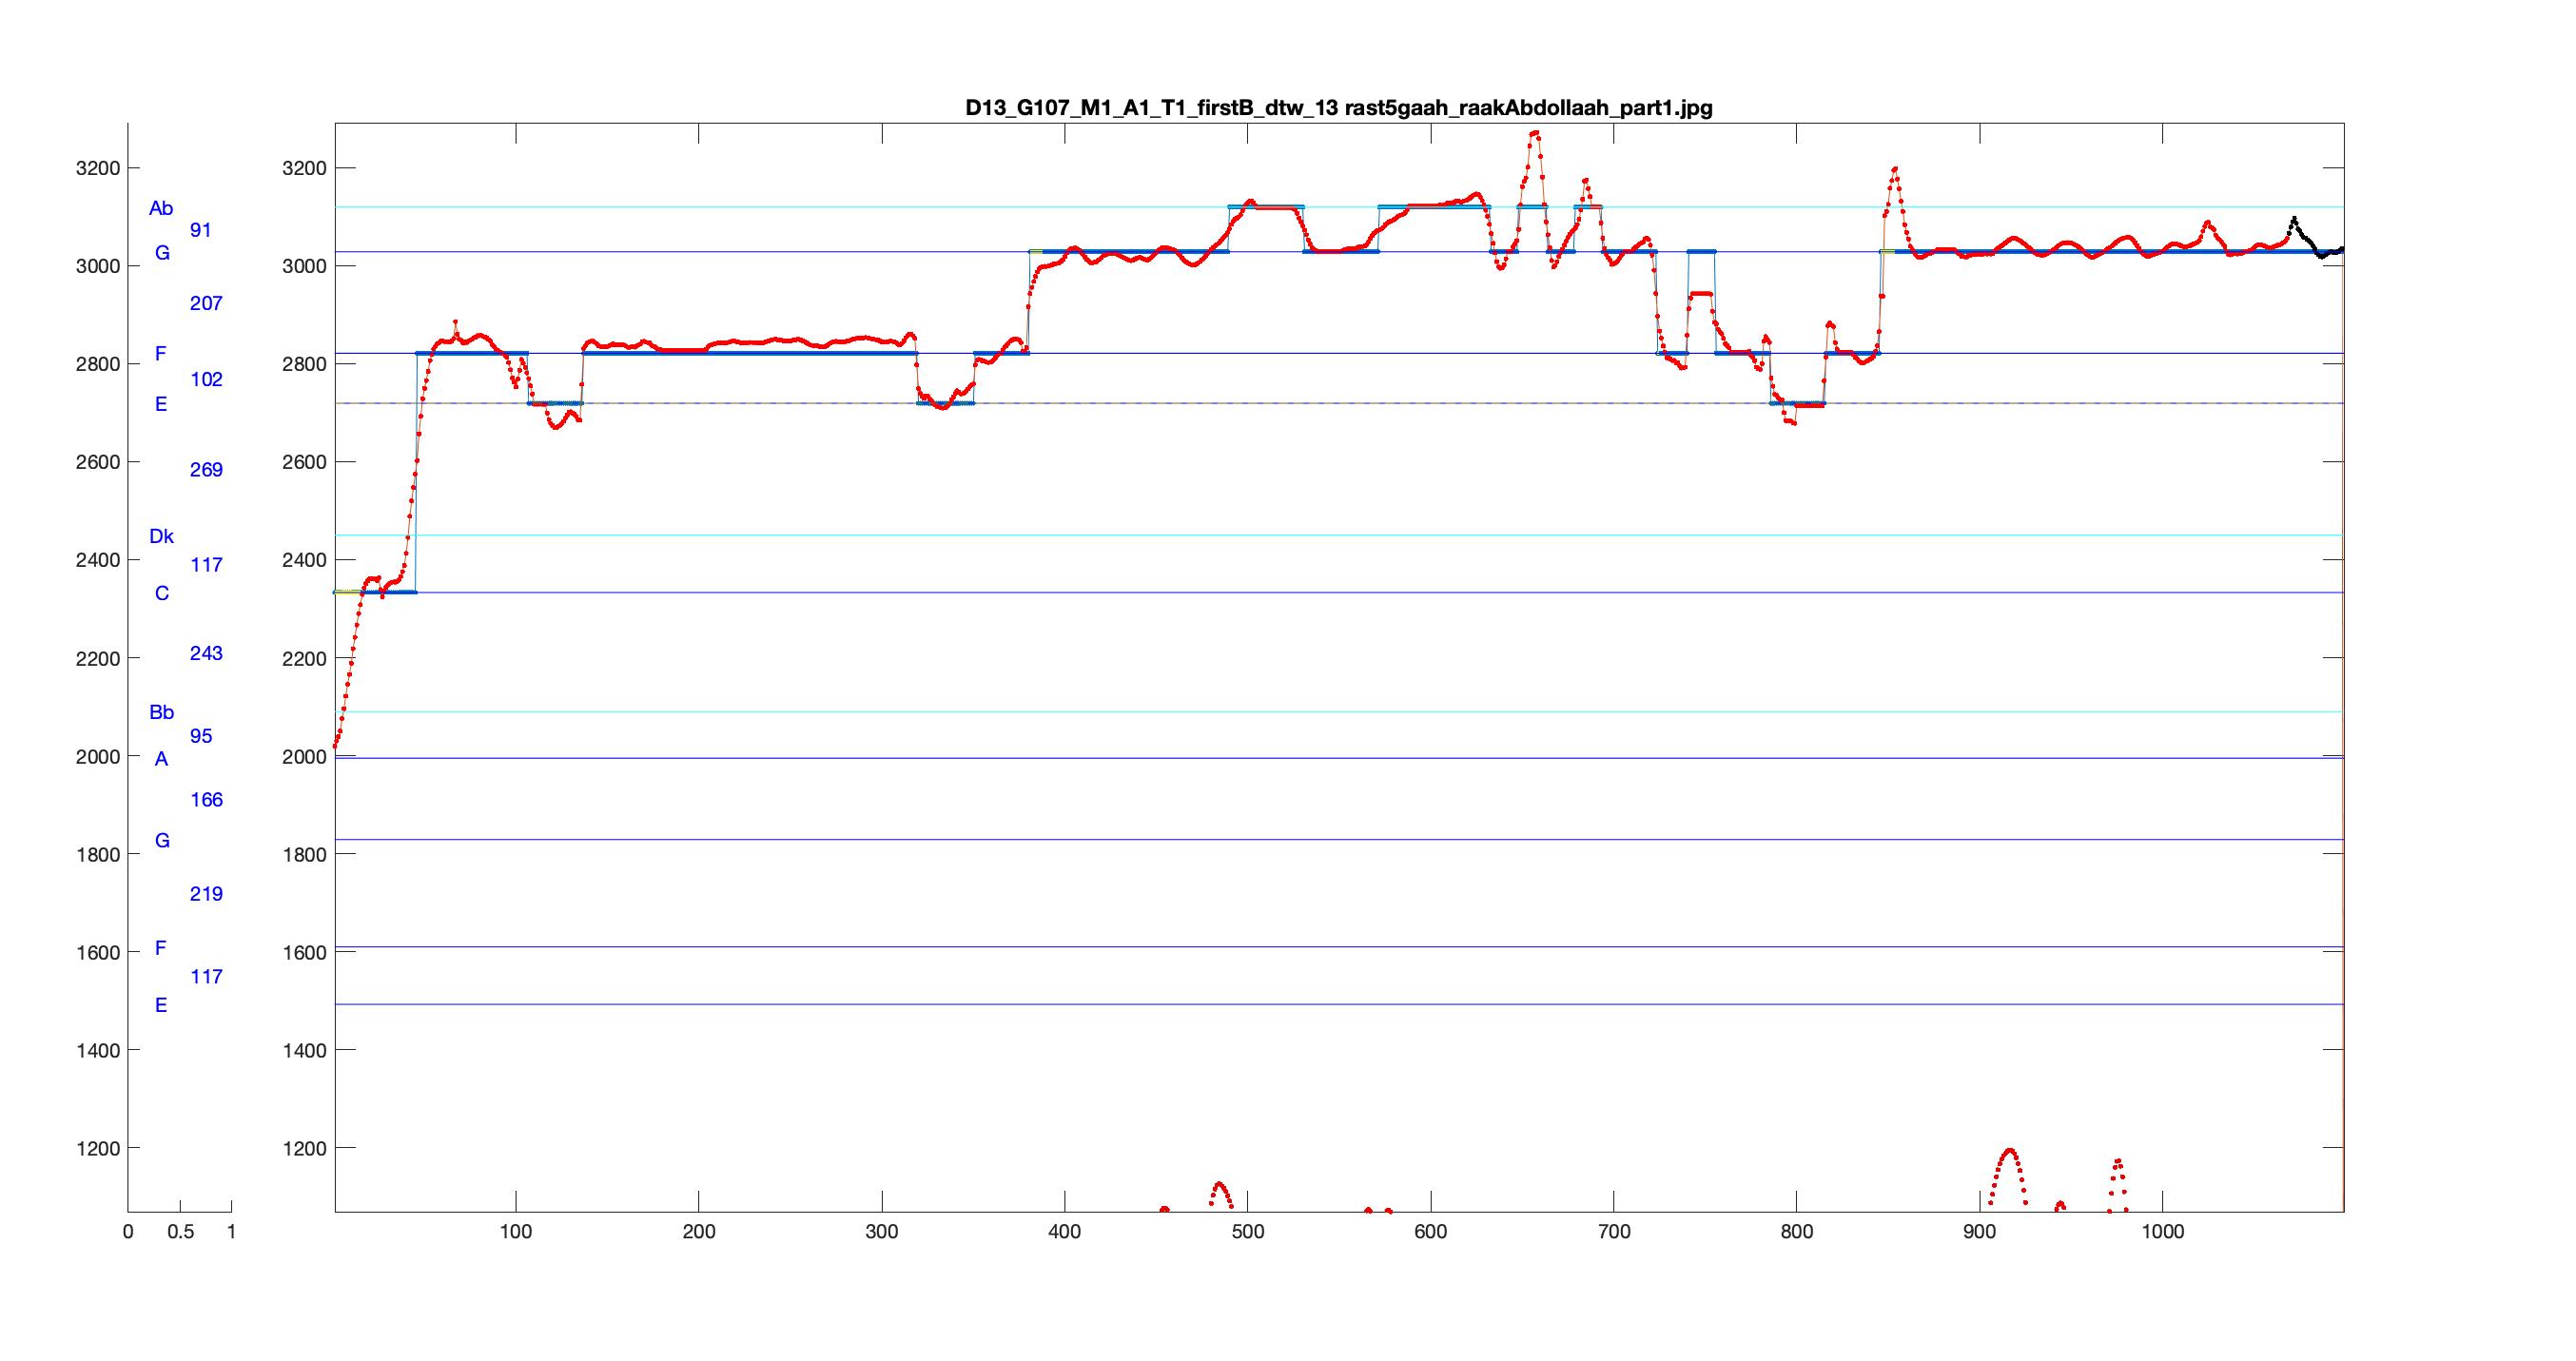 D13_G107_M1_A1_T1_firstB_dtw_13 rast5gaah_raakAbdollaah_part1.jpg
3200 3200
Ab
91
G
3000 3000
207
F
2800 2800
102
E
2600 2600
269
Dk
2400 2400
117
C
243
2200 2200
Bb
95
2000 2000
A
166
G
1800 1800
219
F
1600 1600
117
E
1400 1400
1200 1200
0 0.5 1 100 200 300 400 500 600 700 800 900 1000